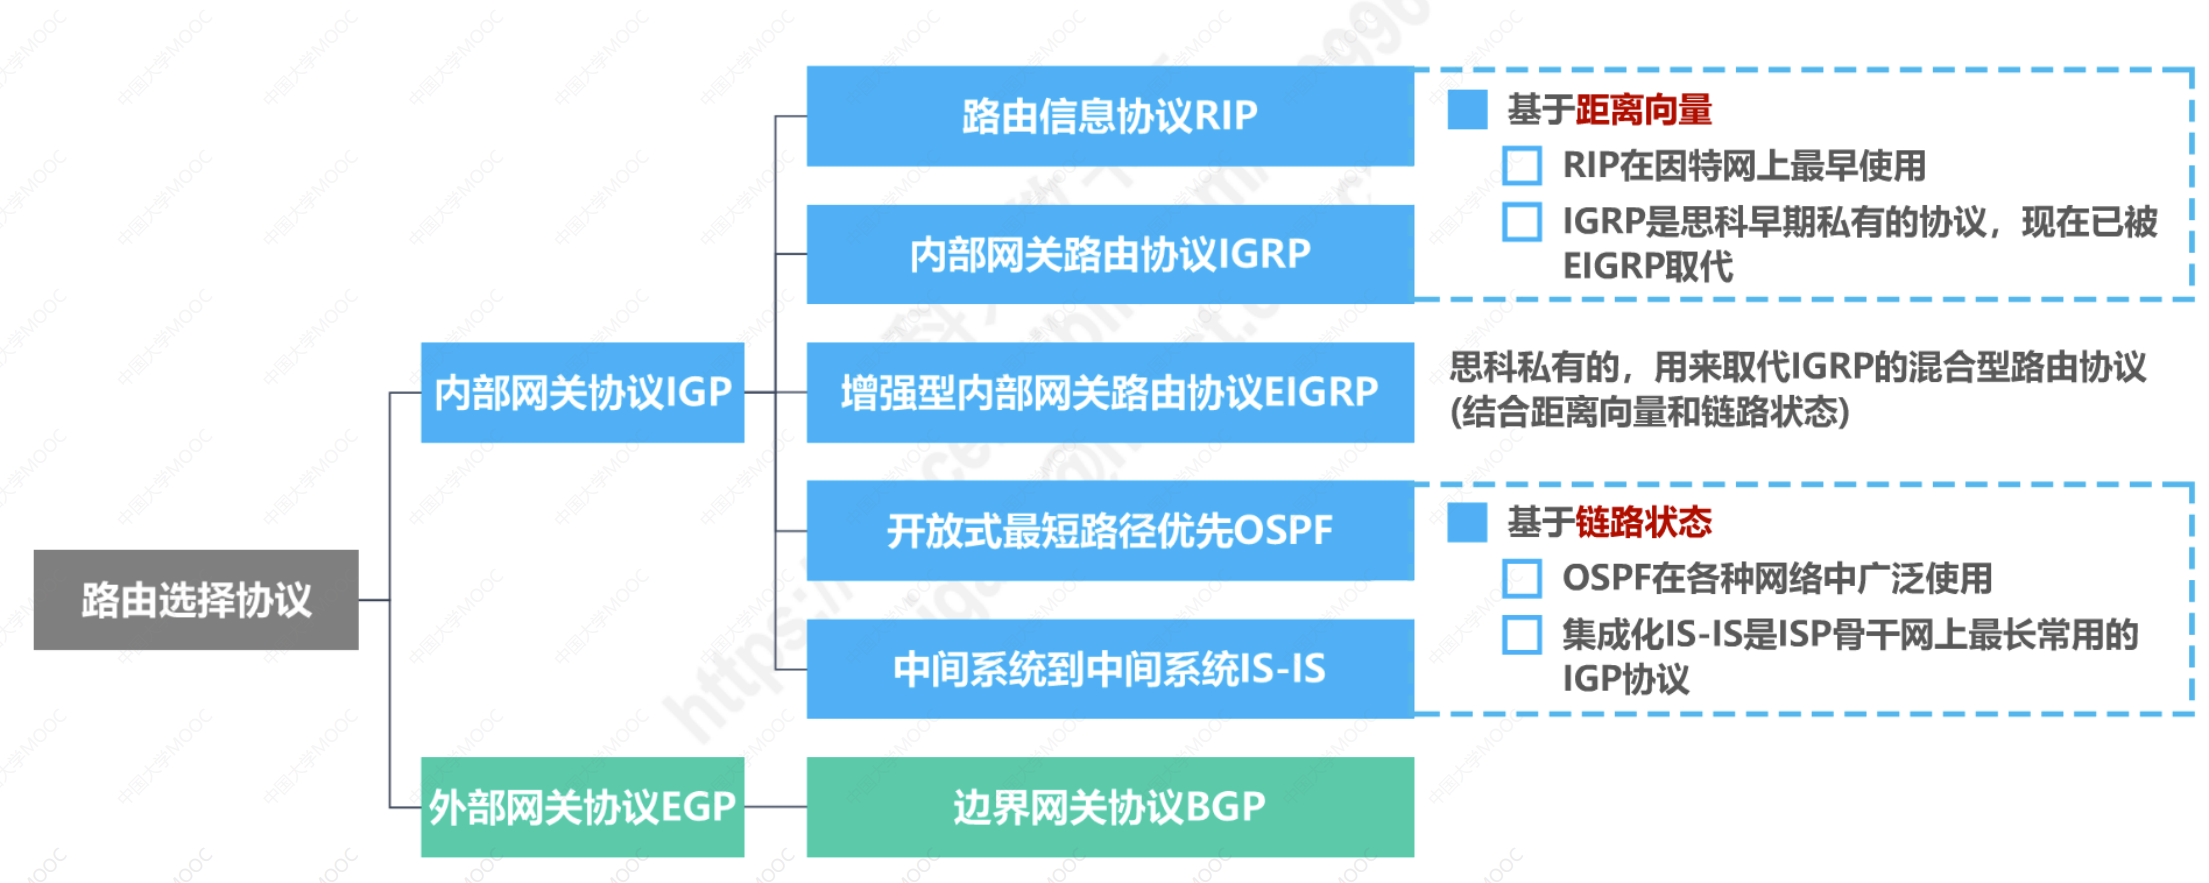 路由信息协议RIP
基于距离向量
RIP在因特网上最早使用
IGRP是思科早期私有的协议，现在已被
EIGRP取代
内部网关路由协议IGRP
内部网关协议IGP
增强型内部网关路由协议EIGRP
思科私有的，用来取代IGRP的混合型路由协议
(结合距离向量和链路状态)
开放式最短路径优先OSPF
基于链路状态
OSPF在各种网络中广泛使用
集成化IS-IS是ISP骨干网上最长常用的
IGP协议
路由选择协议
中间系统到中间系统IS-IS
外部网关协议EGP
边界网关协议BGP
中国大学MOOC